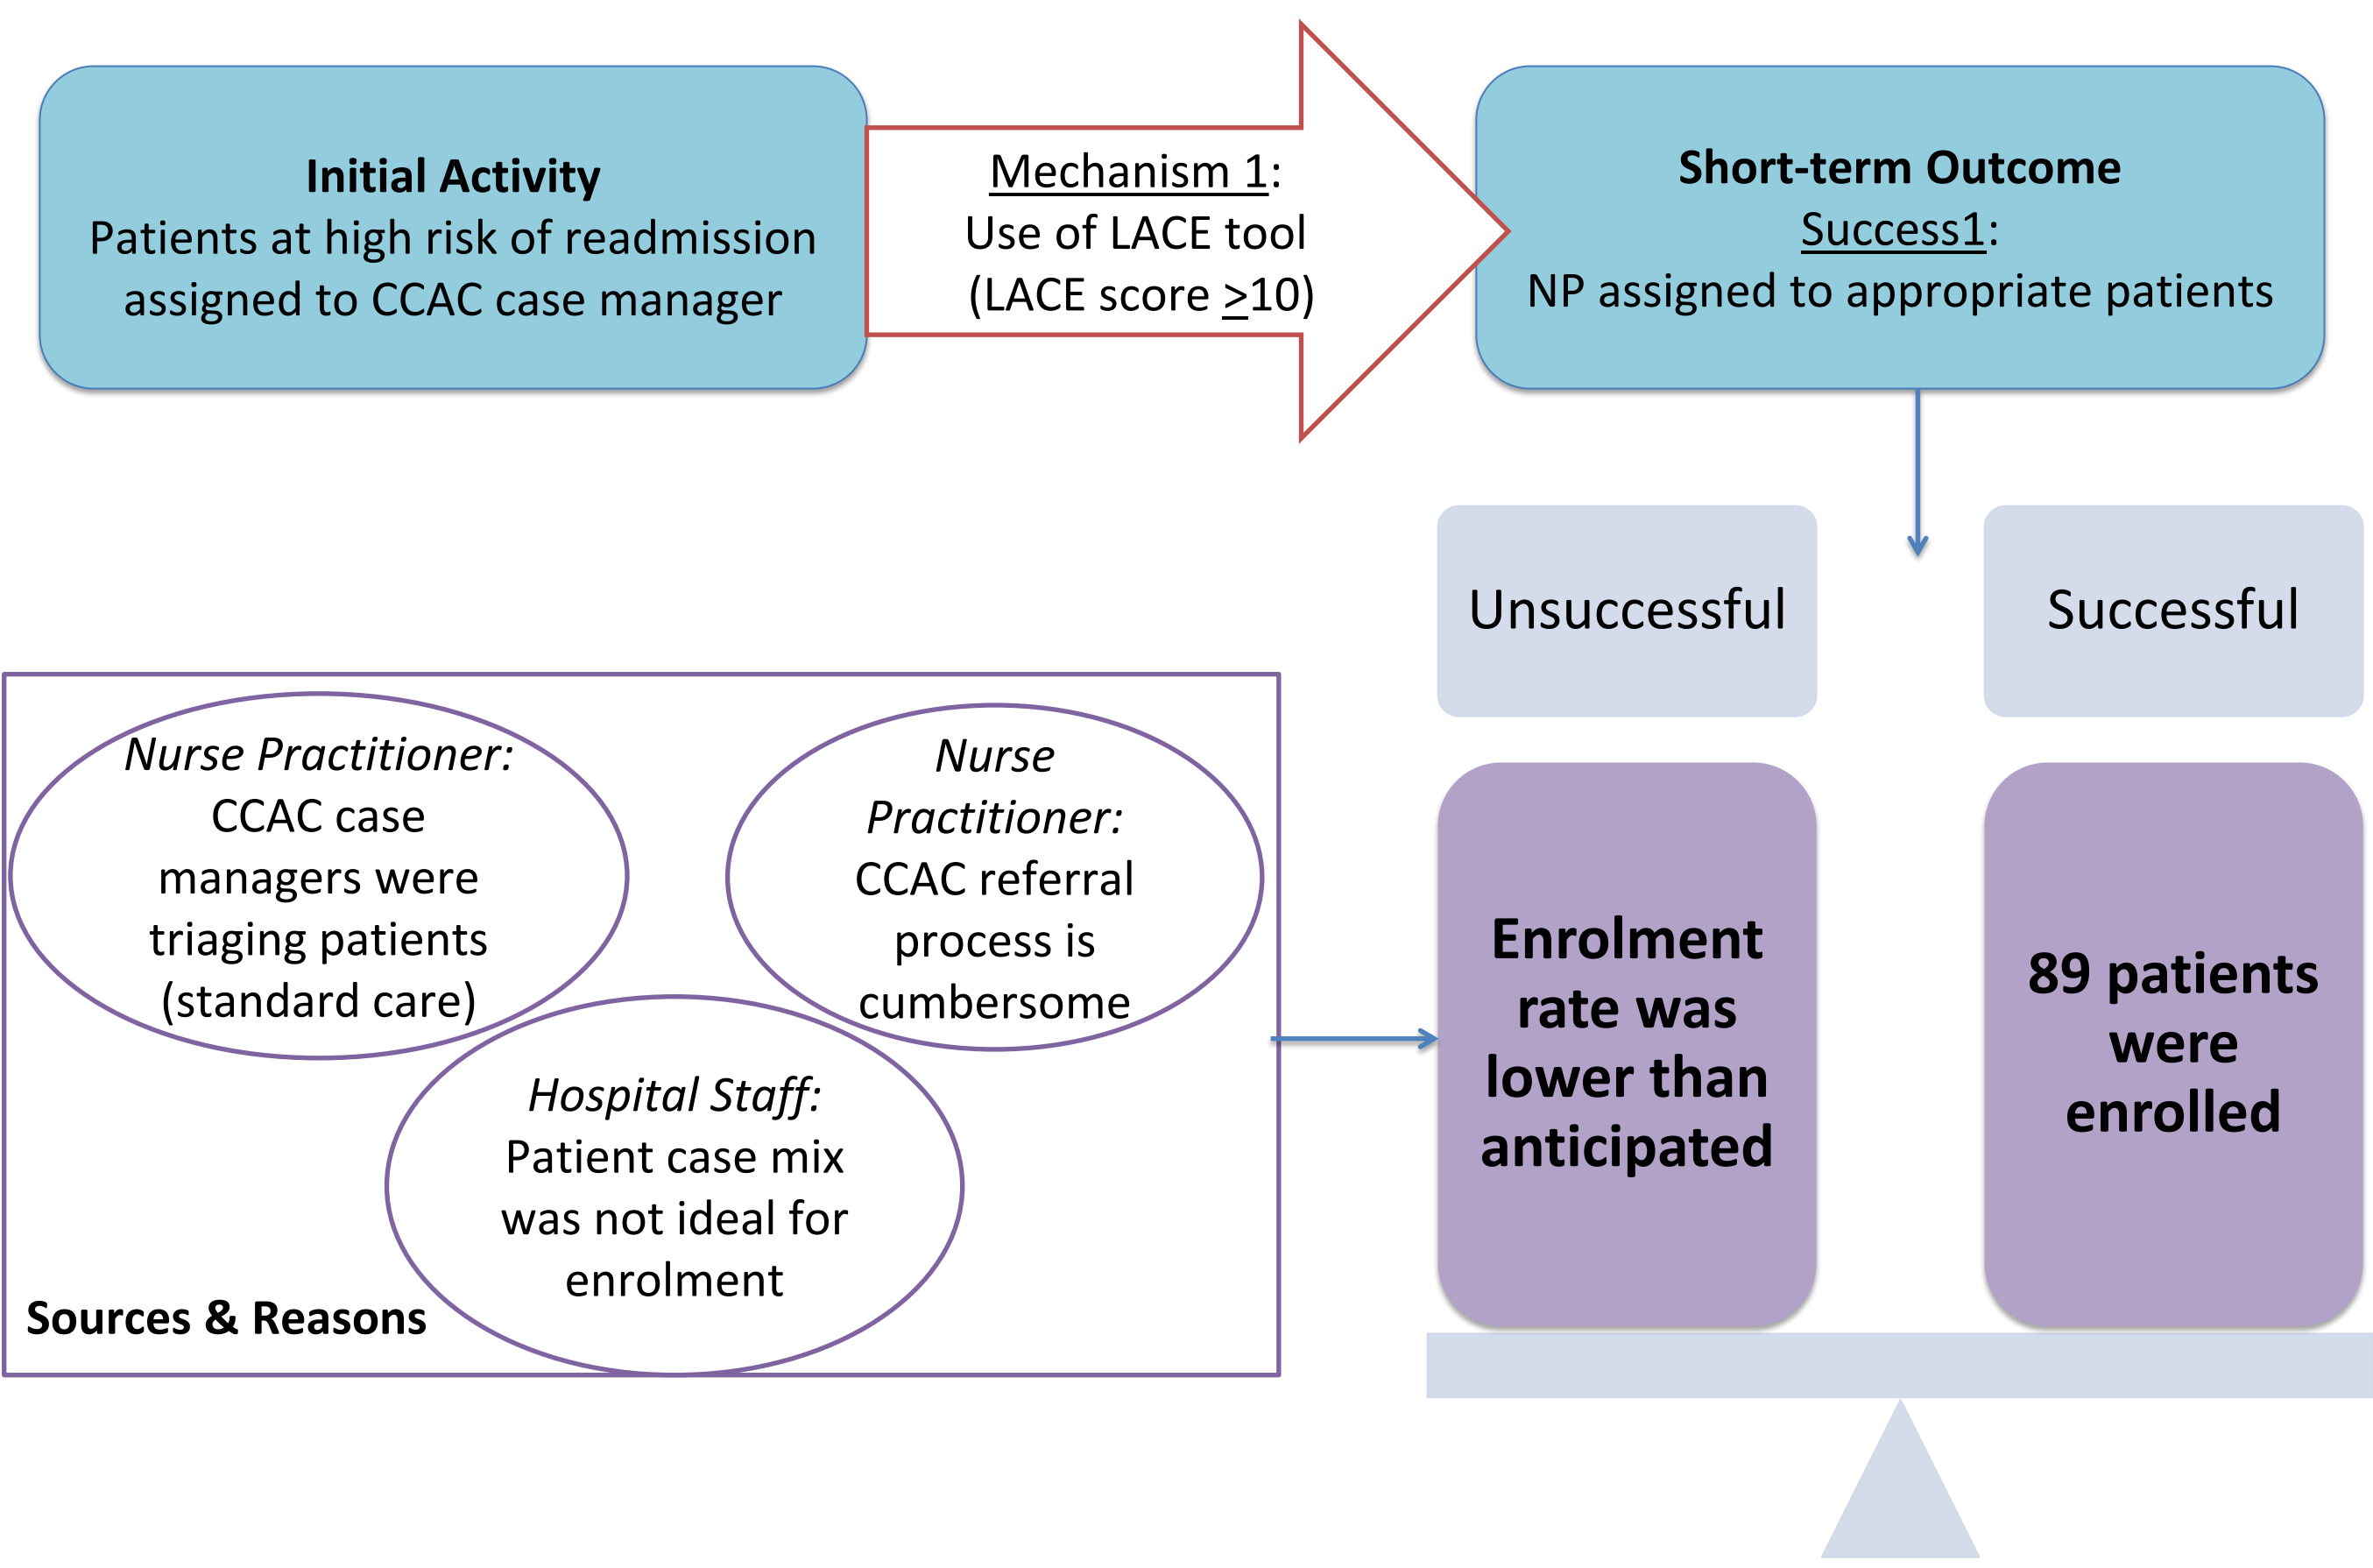 Initial Activity
Patients at high risk of readmission
assigned to CCAC case manager
Mechanism 1:
Use of LACE tool
(LACE score ≥10)
Short-term Outcome
Success1:
NP assigned to appropriate patients
Unsuccessful
Successful
Nurse Practitioner:
CCAC case
managers were
triaging patients
(standard care)
Nurse
Practitioner:
CCAC referral
process is
cumbersome
Hospital Staff:
Patient case mix
was not ideal for
enrolment
Sources & Reasons
Enrolment
rate was
lower than
anticipated
89 patients
were
enrolled